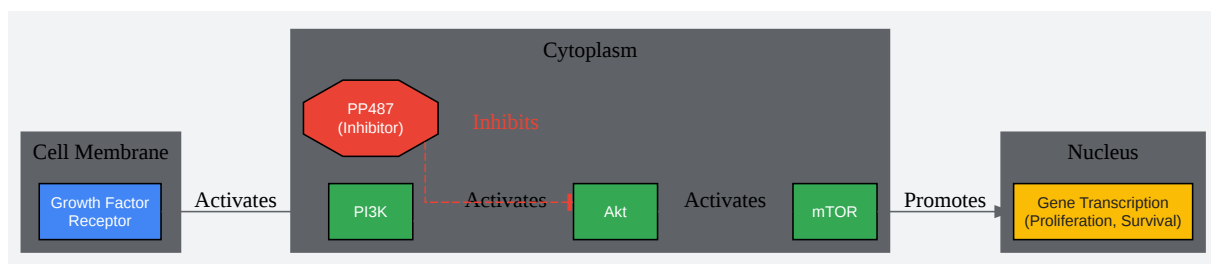 Cytoplasm
PP487
(Inhibitor)
Inhibits
Cell Membrane
Nucleus
Growth Factor
Receptor
Activates
PI3K
Activates
Akt
Activates
mTOR
Promotes
Gene Transcription
(Proliferation, Survival)